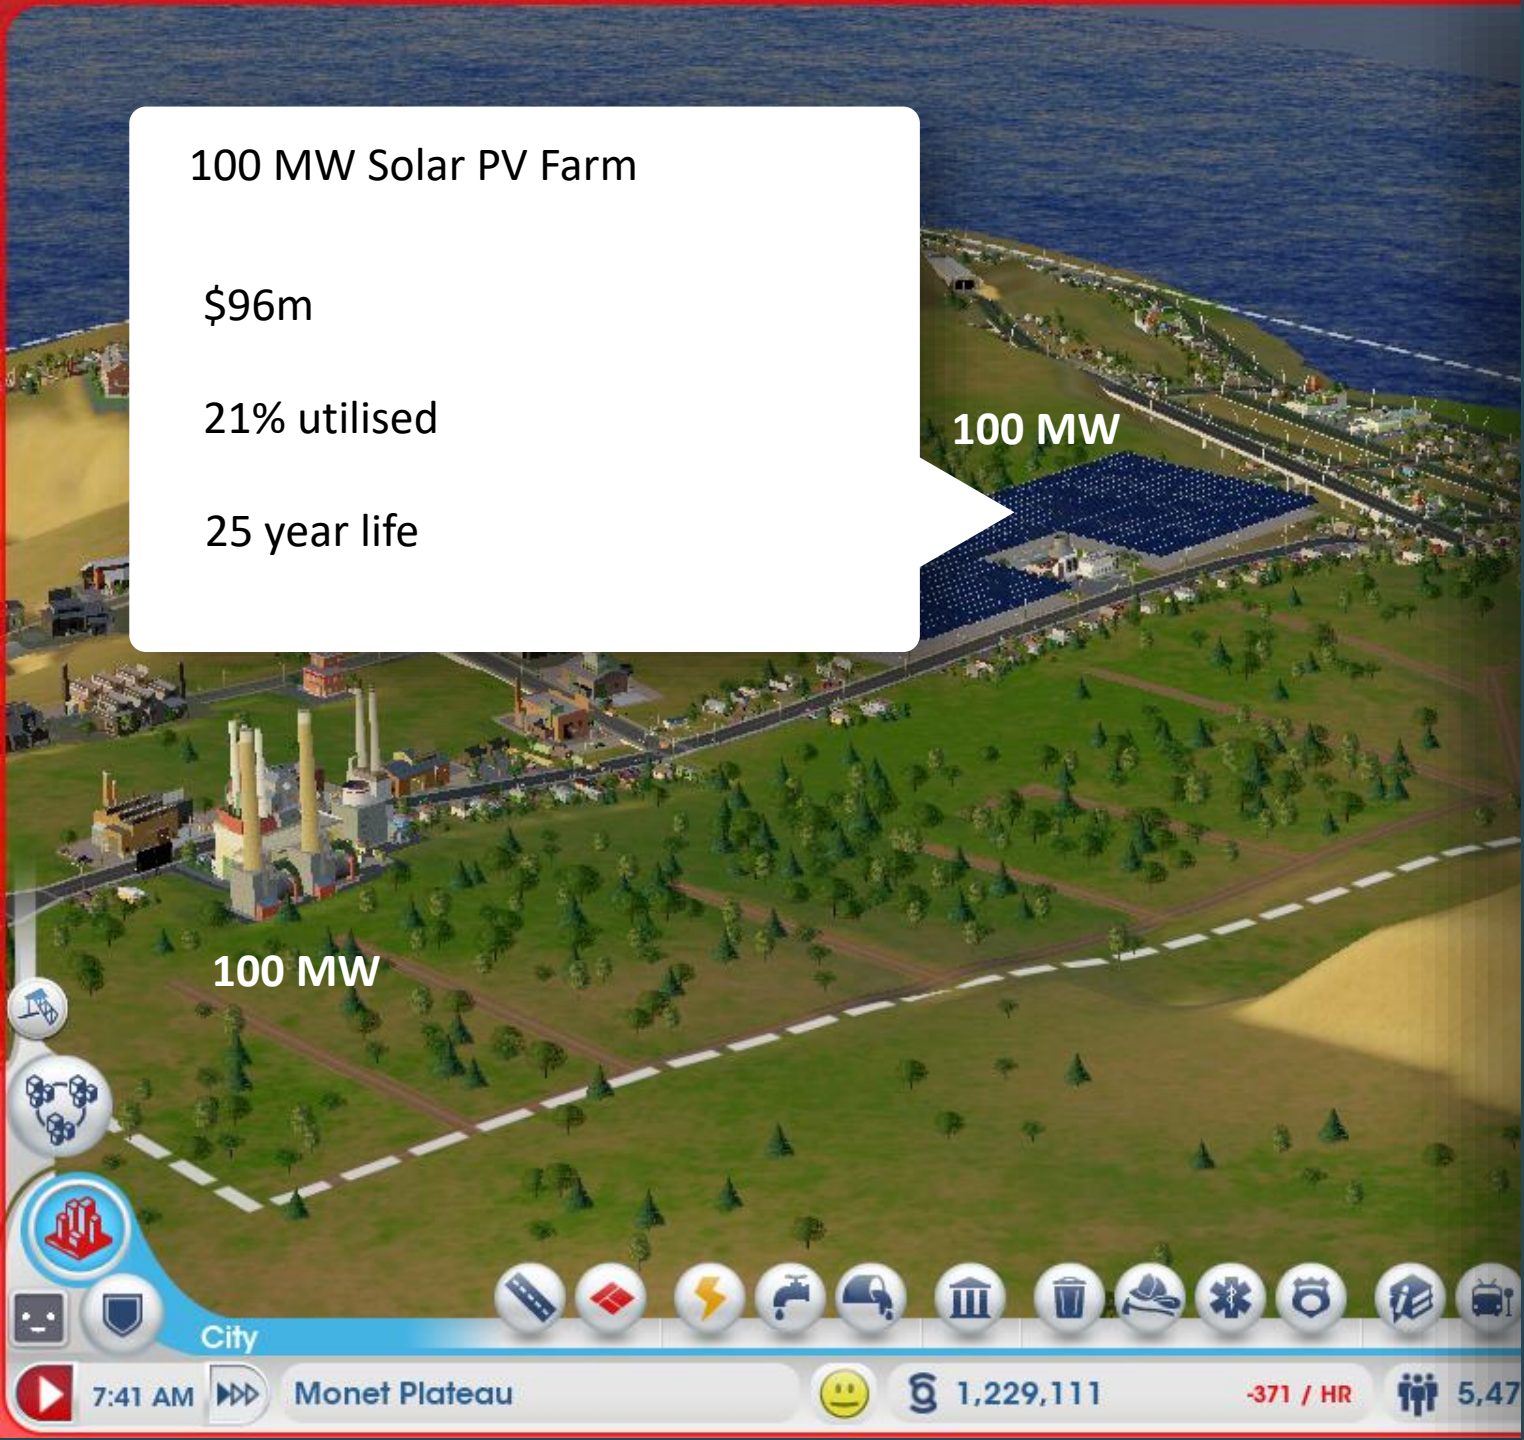 100 MW Solar PV Farm
$96m
21% utilised
25 year life
100 MW
100 MW
City
7:41 AM
Monet Plateau
1,229,111
-371 / HR
5,47